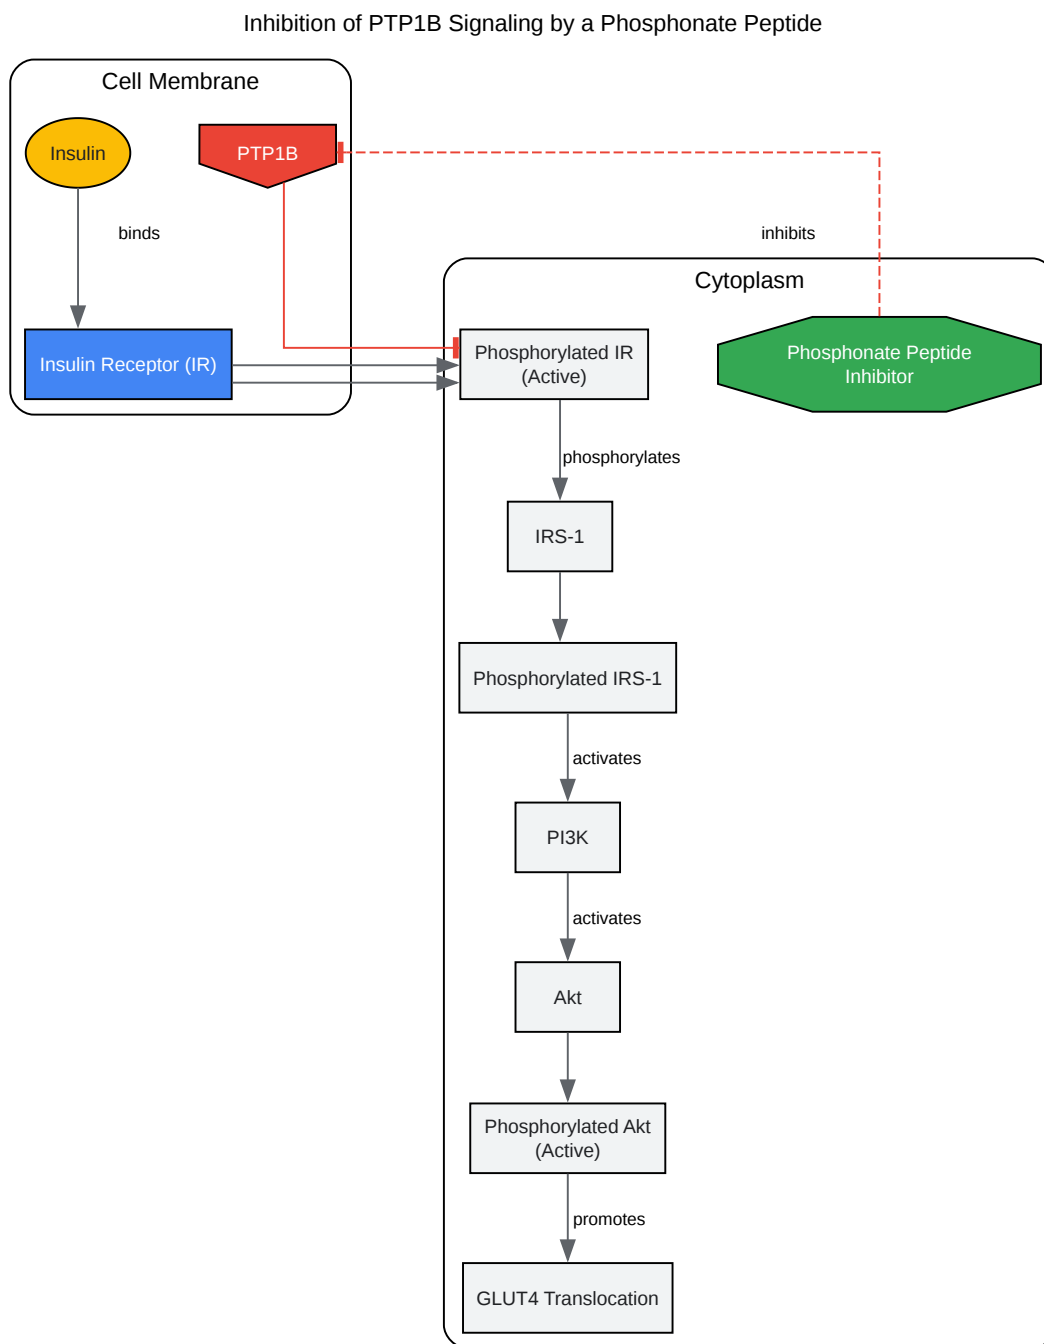 Inhibition of PTP1B Signaling by a Phosphonate Peptide
Cell Membrane
Insulin
PTP1B
binds
inhibits
Cytoplasm
Insulin Receptor (IR)
Phosphorylated IR
(Active)
Phosphonate Peptide
Inhibitor
phosphorylates
IRS-1
Phosphorylated IRS-1
activates
PI3K
activates
Akt
Phosphorylated Akt
(Active)
promotes
GLUT4 Translocation